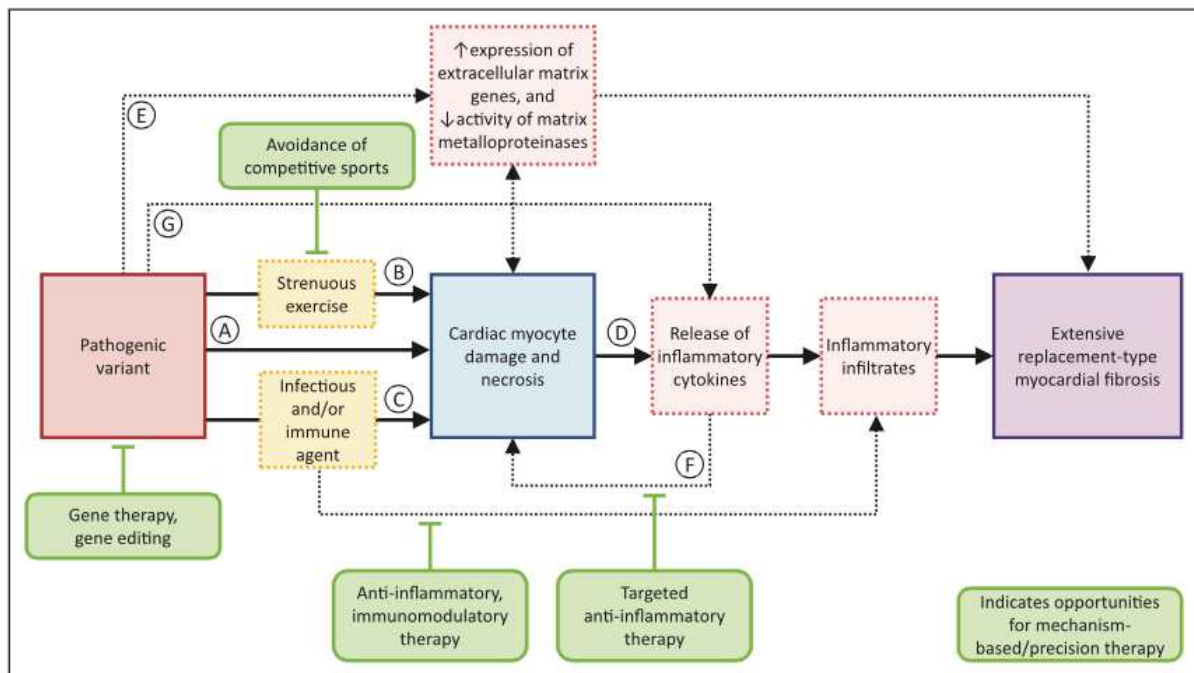 ↑expression of
extracellular matrix
genes, and
↓activity of matrix
metalloproteinases
E
Avoidance of
competitive sports
G
Strenuous
exercise
B
Pathogenic
variant
A
Cardiac myocyte
damage and
necrosis
D
Release of
inflammatory
cytokines
Inflammatory
infiltrates
Extensive
replacement-type
myocardial fibrosis
Infectious
and/or
immune
agent
C
F
Gene therapy,
gene editing
Anti-inflammatory,
immunomodulatory
therapy
Targeted
anti-inflammatory
therapy
Indicates opportunities
for mechanism-
based/precision therapy